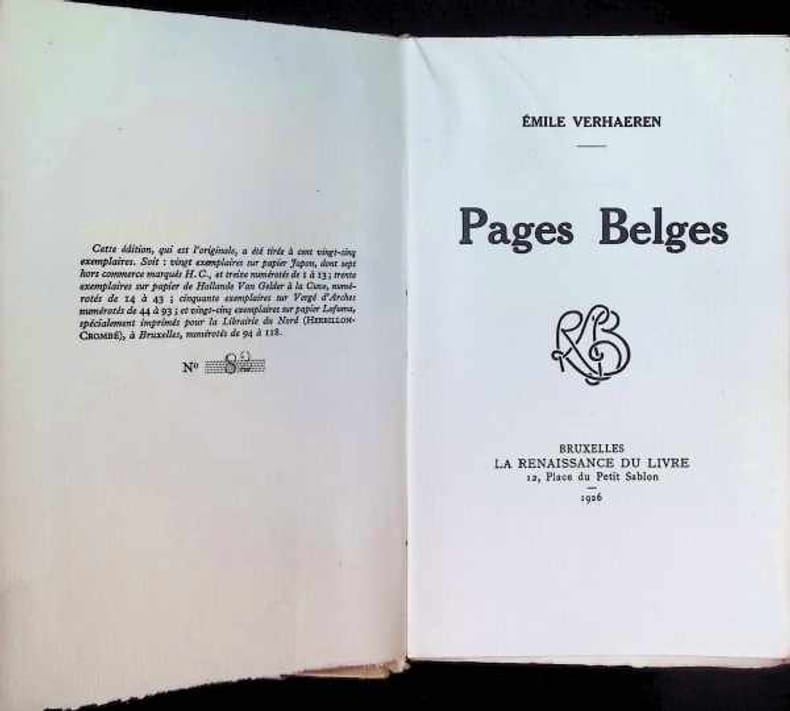 Cette édition, qui est l'originale, a été tirée à cent vingt-cinq
exemplaires. Soit : vingt exemplaires sur papier Japon, dont sept
hors commerce marqués H. C., et treize numérotés de 1 à 13 ; trente
exemplaires sur papier de Hollande Van Gelder à la Cuve, numé-
rotés de 14 à 43 ; cinquante exemplaires sur Vergé d'Arches
numérotés de 44 à 93 ; et vingt-cinq exemplaires sur papier Lafuma,
spécialement imprimés pour la Librairie du Nord (HERBILLON-
CROMBÉ), à Bruxelles, numérotés de 94 à 118.
Nº
ÉMILE VERHAEREN
Pages Belges
RLB
BRUXELLES
LA RENAISSANCE DU LIVRE
12, Place du Petit Sablon
1926